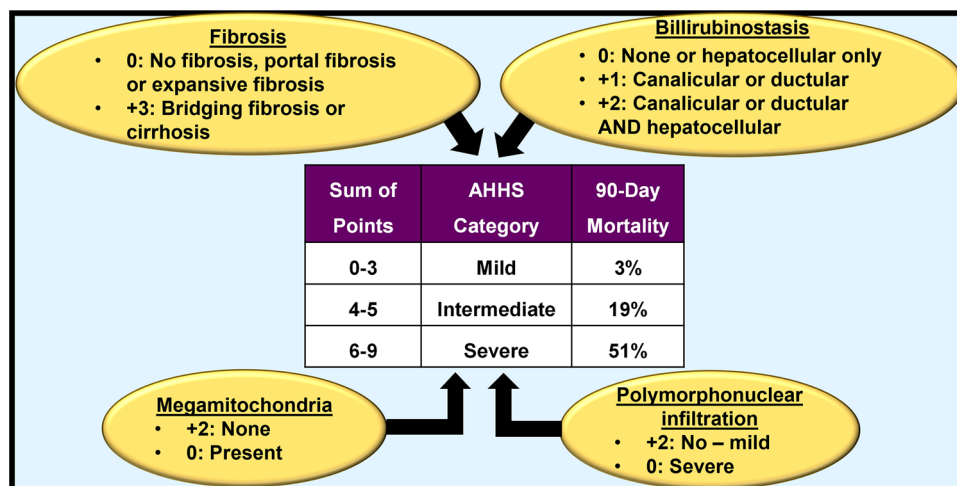 Fibrosis
• 0: No fibrosis, portal fibrosis
or expansive fibrosis
• +3: Bridging fibrosis or
cirrhosis
Billirubinostasis
• 0: None or hepatocellular only
• +1: Canalicular or ductular
• +2: Canalicular or ductular
AND hepatocellular
Sum of
Points
AHHS
Category
90-Day
Mortality
0-3 Mild 3%
4-5 Intermediate 19%
6-9 Severe 51%
Megamitochondria
• +2: None
• 0: Present
Polymorphonuclear
infiltration
• +2: No – mild
• 0: Severe